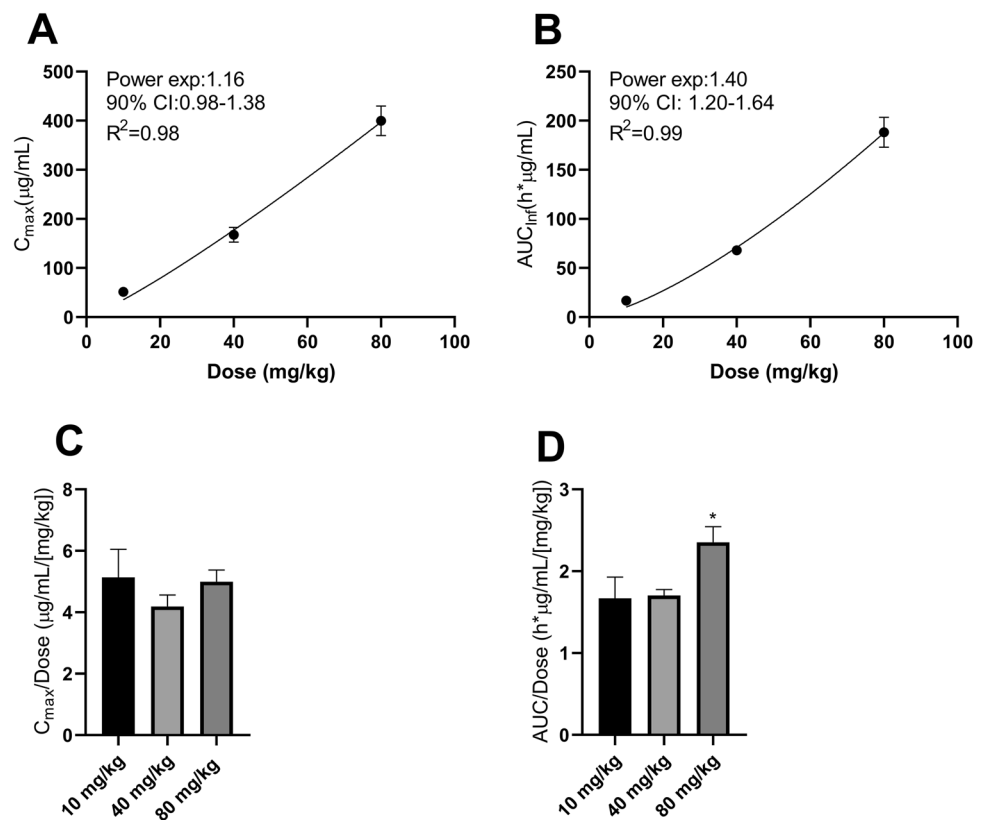 A
Power exp:1.16
90% CI:0.98-1.38
R²=0.98
Cmax(μg/mL)
500
400
300
200
100
0
0 20 40 60 80 100
Dose (mg/kg)
B
Power exp:1.40
90% CI: 1.20-1.64
R²=0.99
AUCInf(h*μg/mL)
250
200
150
100
50
0
0 20 40 60 80 100
Dose (mg/kg)
C
Cmax/Dose (μg/mL/[mg/kg])
8
6
4
2
0
10 mg/kg
40 mg/kg
80 mg/kg
D
AUC/Dose (h*μg/mL/[mg/kg])
3
2
1
0
*
10 mg/kg
40 mg/kg
80 mg/kg